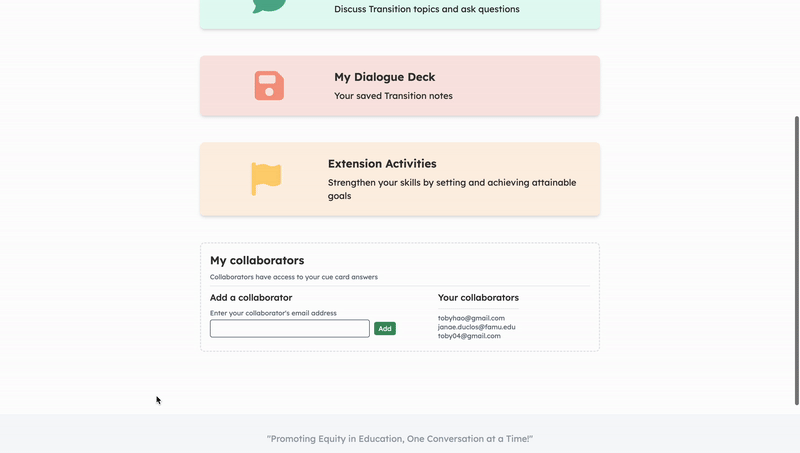 Discuss Transition topics and ask questions
My Dialogue Deck
Your saved Transition notes
Extension Activities
Strengthen your skills by setting and achieving attainable
goals
My collaborators
Collaborators have access to your cue card answers
Add a collaborator
Enter your collaborator's email address
Add
Your collaborators
tobyhao@gmail.com
janae.duclos@famu.edu
toby04@gmail.com
"Promoting Equity in Education, One Conversation at a Time!"